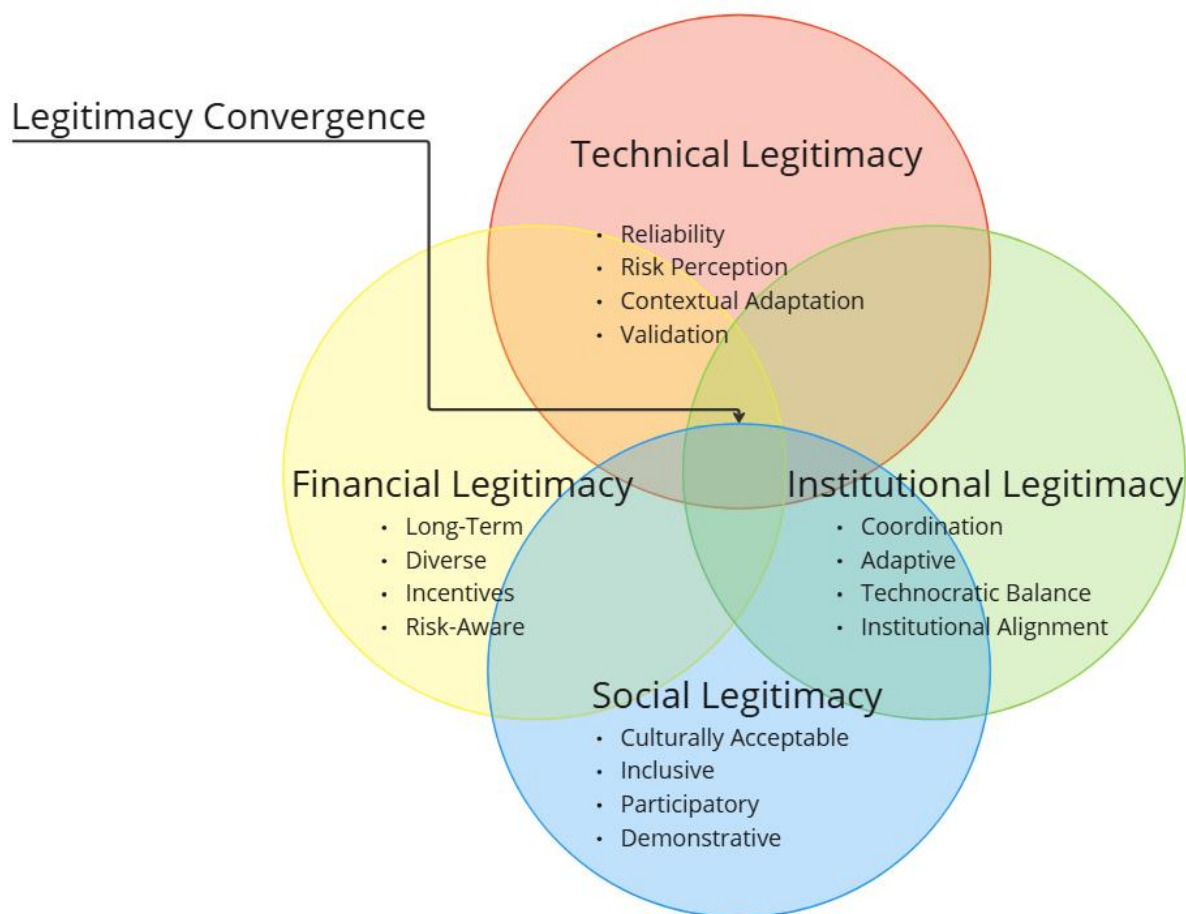 Legitimacy Convergence
Technical Legitimacy
• Reliability
• Risk Perception
• Contextual Adaptation
• Validation
Financial Legitimacy
• Long-Term
• Diverse
• Incentives
• Risk-Aware
Institutional Legitimacy
• Coordination
• Adaptive
• Technocratic Balance
• Institutional Alignment
Social Legitimacy
• Culturally Acceptable
• Inclusive
• Participatory
• Demonstrative